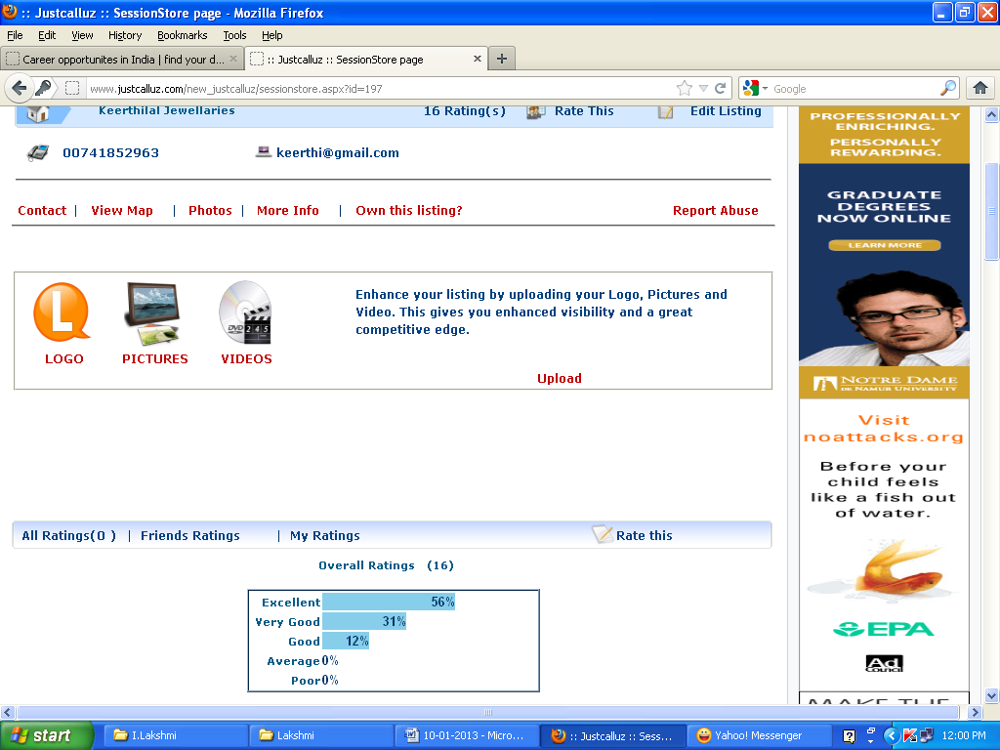 :: Justcalluz :: SessionStore page - Mozilla Firefox
File Edit View History Bookmarks Tools Help
Career opportunites in India | find your d...
:: Justcalluz :: SessionStore page
www.justcalluz.com/new_justcalluz/sessionstore.aspx?id=197
Google
Keerthilal Jewellaries 16 Rating(s) Rate This Edit Listing
00741852963 keerthi@gmail.com
Contact | View Map | Photos | More Info | Own this listing? Report Abuse
L
DVD 245
LOGO PICTURES VIDEOS
Enhance your listing by uploading your Logo, Pictures and
Video. This gives you enhanced visibility and a great
competitive edge.
Upload
All Ratings(0 ) | Friends Ratings | My Ratings Rate this
Overall Ratings (16)
Excellent 56%
Very Good 31%
Good 12%
Average 0%
Poor 0%
PROFESSIONALLY
ENRICHING.
PERSONALLY
REWARDING.
GRADUATE
DEGREES
NOW ONLINE
LEARN MORE
NOTRE DAME
DE NAMUR UNIVERSITY
Visit
noattacks.org
Before your
child feels
like a fish out
of water.
EPA
Ad
Council
MAKE THE
start
I.Lakshmi
Lakshmi
10-01-2013 - Micro...
:: Justcalluz :: Sess...
Yahoo! Messenger
12:00 PM